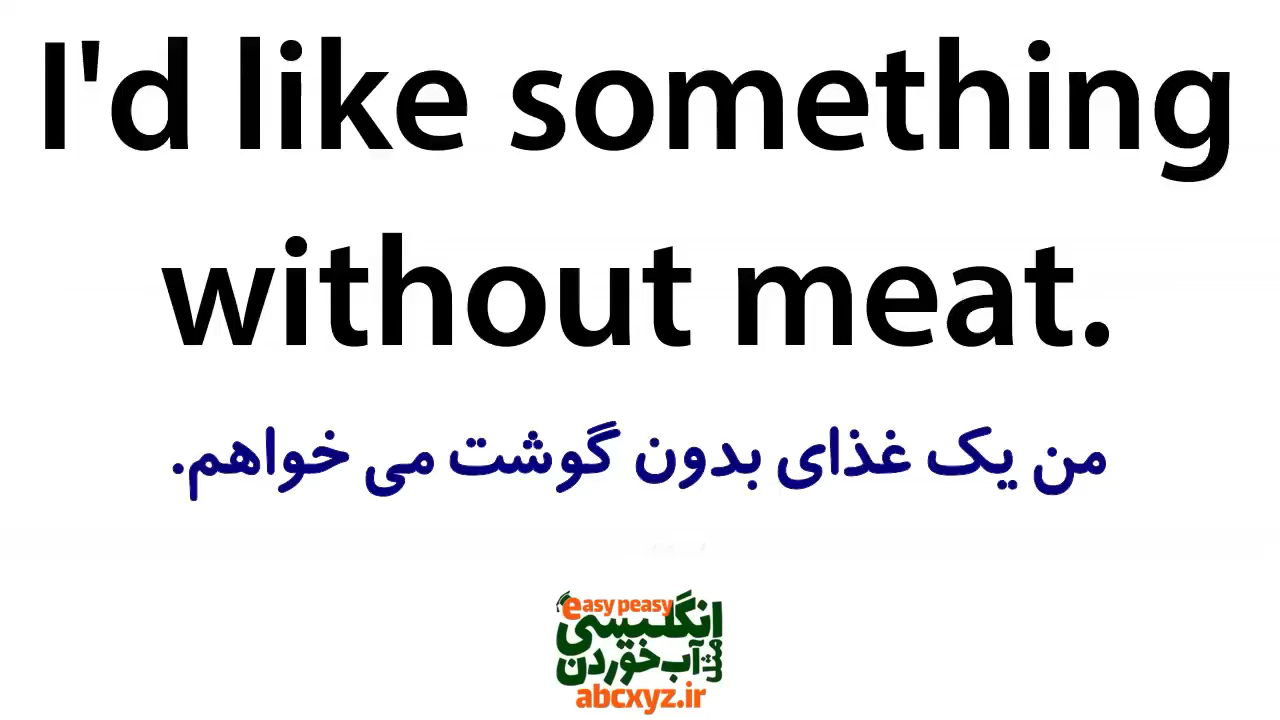 I'd like something
without meat.
من یک غذای بدون گوشت می خواهم.
easy peasy
انگلیسی
مثل آب خوردن
abcxyz.ir